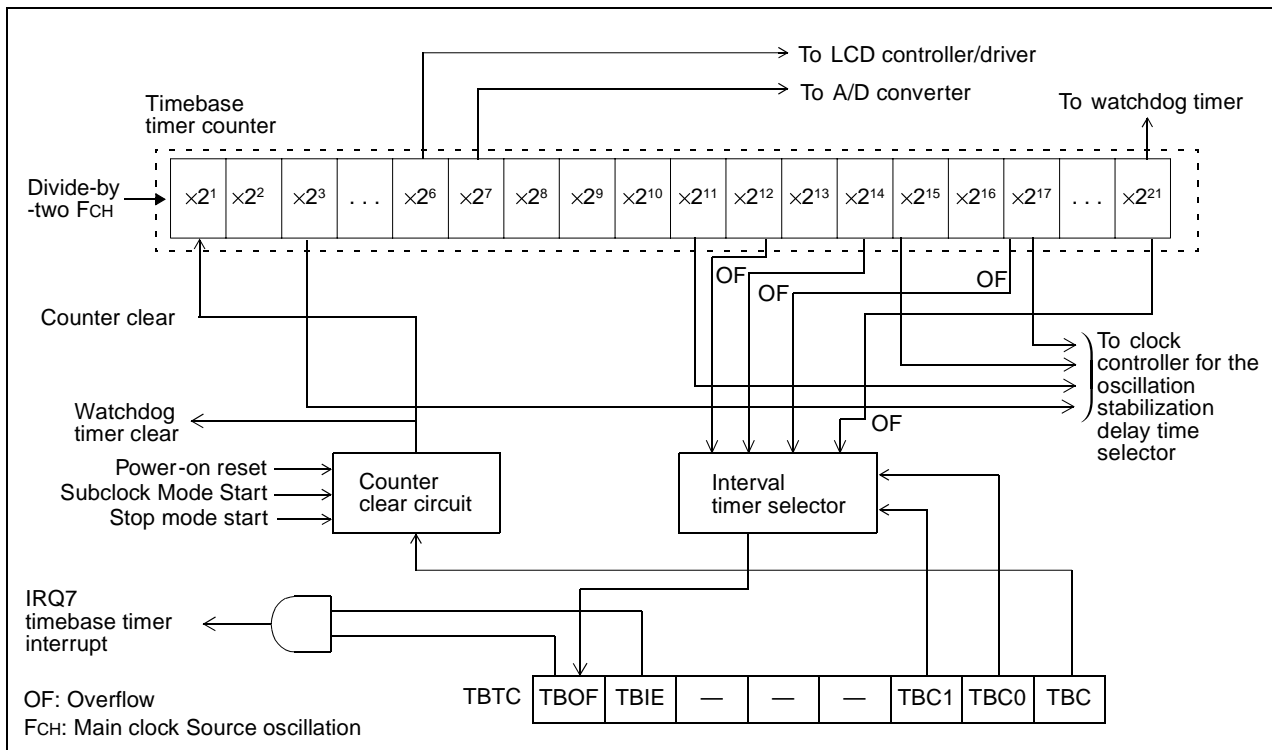 To LCD controller/driver
To A/D converter
To watchdog timer
Timebase
timer counter
Divide-by
-two FCH
×2¹ ×2² ×2³ . . . ×2⁶ ×2⁷ ×2⁸ ×2⁹ ×2¹⁰ ×2¹¹ ×2¹² ×2¹³ ×2¹⁴ ×2¹⁵ ×2¹⁶ ×2¹⁷ . . . ×2²¹
OF
OF
OF
OF
Counter clear
To clock
controller for the
oscillation
stabilization
delay time
selector
Watchdog
timer clear
Power-on reset
Subclock Mode Start
Stop mode start
Counter
clear circuit
Interval
timer selector
IRQ7
timebase timer
interrupt
TBTC TBOF TBIE — — — TBC1 TBC0 TBC
OF: Overflow
FCH: Main clock Source oscillation